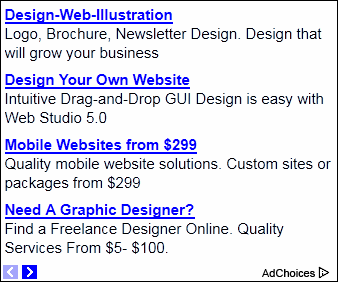 Design-Web-Illustration
Logo, Brochure, Newsletter Design. Design that
will grow your business
Design Your Own Website
Intuitive Drag-and-Drop GUI Design is easy with
Web Studio 5.0
Mobile Websites from $299
Quality mobile website solutions. Custom sites or
packages from $299
Need A Graphic Designer?
Find a Freelance Designer Online. Quality
Services From $5- $100.
AdChoices